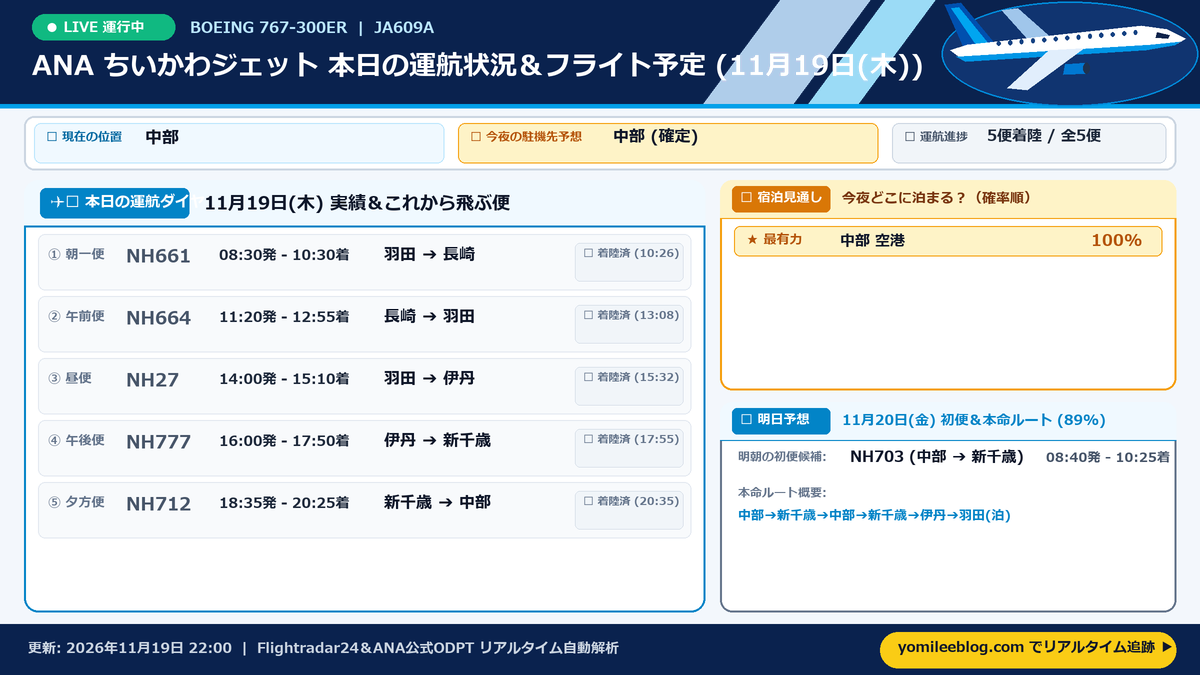 ● LIVE 運行中 BOEING 767-300ER | JA609A
ANA ちいかわジェット 本日の運航状況＆フライト予定 (11月19日(木))
□ 現在の位置 中部
□ 今夜の駐機先予想 中部 (確定)
□ 運航進捗 5便着陸 / 全5便
✈□ 本日の運航ダイ 11月19日(木) 実績＆これから飛ぶ便
① 朝一便 NH661 08:30発 - 10:30着 羽田 → 長崎 □ 着陸済 (10:26)
② 午前便 NH664 11:20発 - 12:55着 長崎 → 羽田 □ 着陸済 (13:08)
③ 昼便 NH27 14:00発 - 15:10着 羽田 → 伊丹 □ 着陸済 (15:32)
④ 午後便 NH777 16:00発 - 17:50着 伊丹 → 新千歳 □ 着陸済 (17:55)
⑤ 夕方便 NH712 18:35発 - 20:25着 新千歳 → 中部 □ 着陸済 (20:35)
□ 宿泊見通し 今夜どこに泊まる？ (確率順)
★ 最有力 中部 空港 100%
□ 明日予想 11月20日(金) 初便＆本命ルート (89%)
明朝の初便候補: NH703 (中部 → 新千歳) 08:40発 - 10:25着
本命ルート概要:
中部→新千歳→中部→新千歳→伊丹→羽田(泊)
更新: 2026年11月19日 22:00 | Flightradar24＆ANA公式ODPT リアルタイム自動解析
yomileeblog.com でリアルタイム追跡 ▶